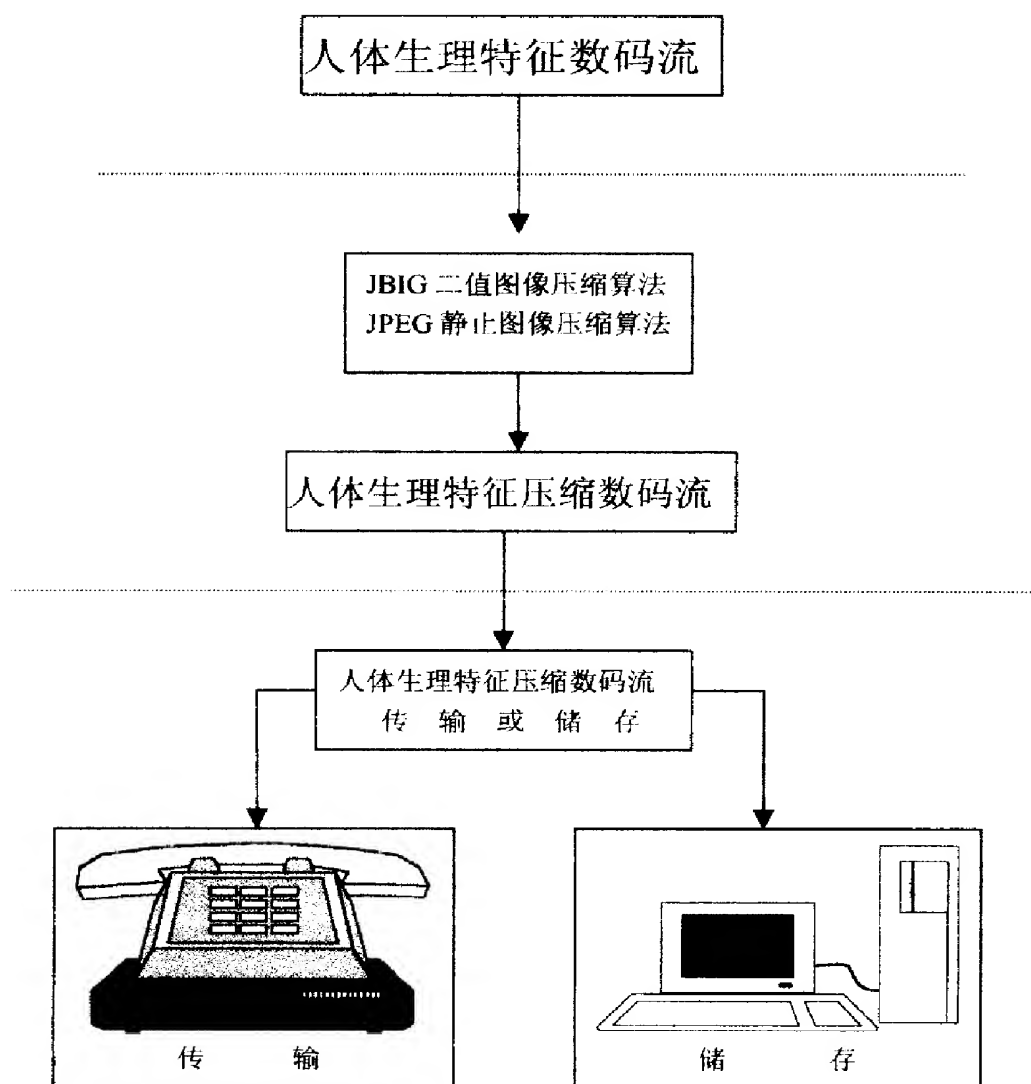 人体生理特征数码流
JBIG 二值图像压缩算法
JPEG 静止图像压缩算法
人体生理特征压缩数码流
人体生理特征压缩数码流
传 输 或 储 存
传 输
储 存